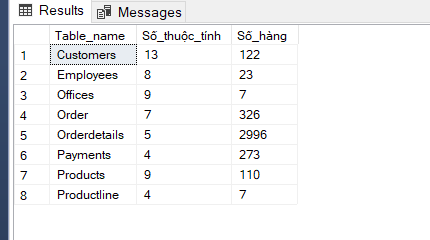 Results Messages
Table_name Số_thuộc_tính Số_hàng
1 Customers 13 122
2 Employees 8 23
3 Offices 9 7
4 Order 7 326
5 Orderdetails 5 2996
6 Payments 4 273
7 Products 9 110
8 Productline 4 7